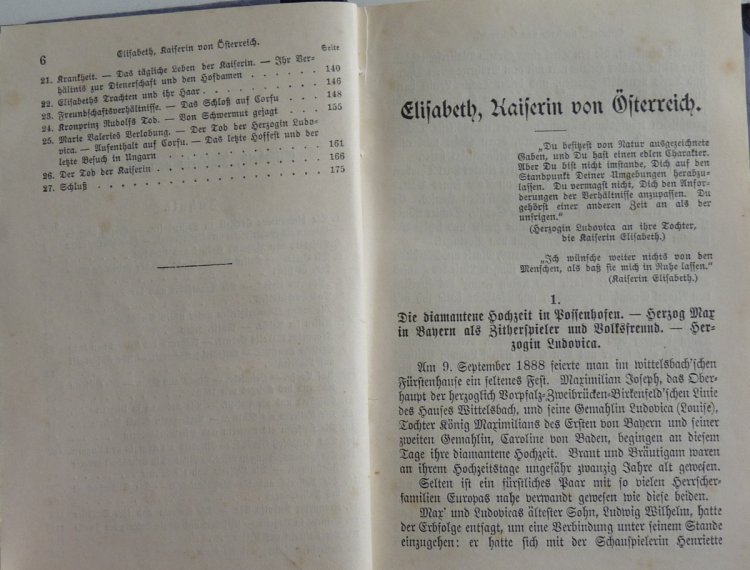 6
Elisabeth, Kaiserin von Österreich.
Seite
21. Krankheit. — Das tägliche Leben der Kaiserin. — Ihr Ver-
hältnis zur Dienerschaft und den Hofdamen . . . . . . . 140
22. Elisabeths Trachten und ihr Haar . . . . . . . . . . 146
23. Freundschaftsverhältnisse. — Das Schloß auf Corfu . . . . 148
24. Kronprinz Rudolfs Tod. — Von Schwermut gejagt . . . . . 155
25. Marie Valeries Verlobung. — Der Tod der Herzogin Ludo-
vica. — Aufenthalt auf Corfu. — Das letzte Hoffest und der
letzte Besuch in Ungarn . . . . . . . . . . . . . 161
26. Der Tod der Kaiserin . . . . . . . . . . . . . . 166
27. Schluß . . . . . . . . . . . . . . . . . . . 175
Elisabeth, Kaiserin von Österreich.
„Du besitzest von Natur ausgezeichnete
Gaben, und Du hast einen edlen Charakter.
Aber Du bist nicht imstande, Dich auf den
Standpunkt Deiner Umgebungen herabzu-
lassen. Du vermagst nicht, Dich den Anfor-
derungen der Verhältnisse anzupassen. Du
gehörst einer anderen Zeit an als der
unsrigen.“
(Herzogin Ludovica an ihre Tochter,
die Kaiserin Elisabeth.)
„Ich wünsche weiter nichts von den
Menschen, als daß sie mich in Ruhe lassen.“
(Kaiserin Elisabeth.)
1.
Die diamantene Hochzeit in Possenhofen. — Herzog Max
in Bayern als Zitherspieler und Volksfreund. — Her-
zogin Ludovica.
Am 9. September 1888 feierte man im wittelsbach'schen
Fürstenhause ein seltenes Fest. Maximilian Joseph, das Ober-
haupt der herzoglich Vorpfalz-Zweibrücken-Birkenfeld'schen Linie
des Hauses Wittelsbach, und seine Gemahlin Ludovica (Louise),
Tochter König Maximilians des Ersten von Bayern und seiner
zweiten Gemahlin, Caroline von Baden, begingen an diesem
Tage ihre diamantene Hochzeit. Braut und Bräutigam waren
an ihrem Hochzeitstage ungefähr zwanzig Jahre alt gewesen.
Selten ist ein fürstliches Paar mit so vielen Herrscher-
familien Europas nahe verwandt gewesen wie diese beiden.
Max' und Ludovicas ältester Sohn, Ludwig Wilhelm, hatte
der Erbfolge entsagt, um eine Verbindung unter seinem Stande
einzugehen: er hatte sich mit der Schauspielerin Henriette